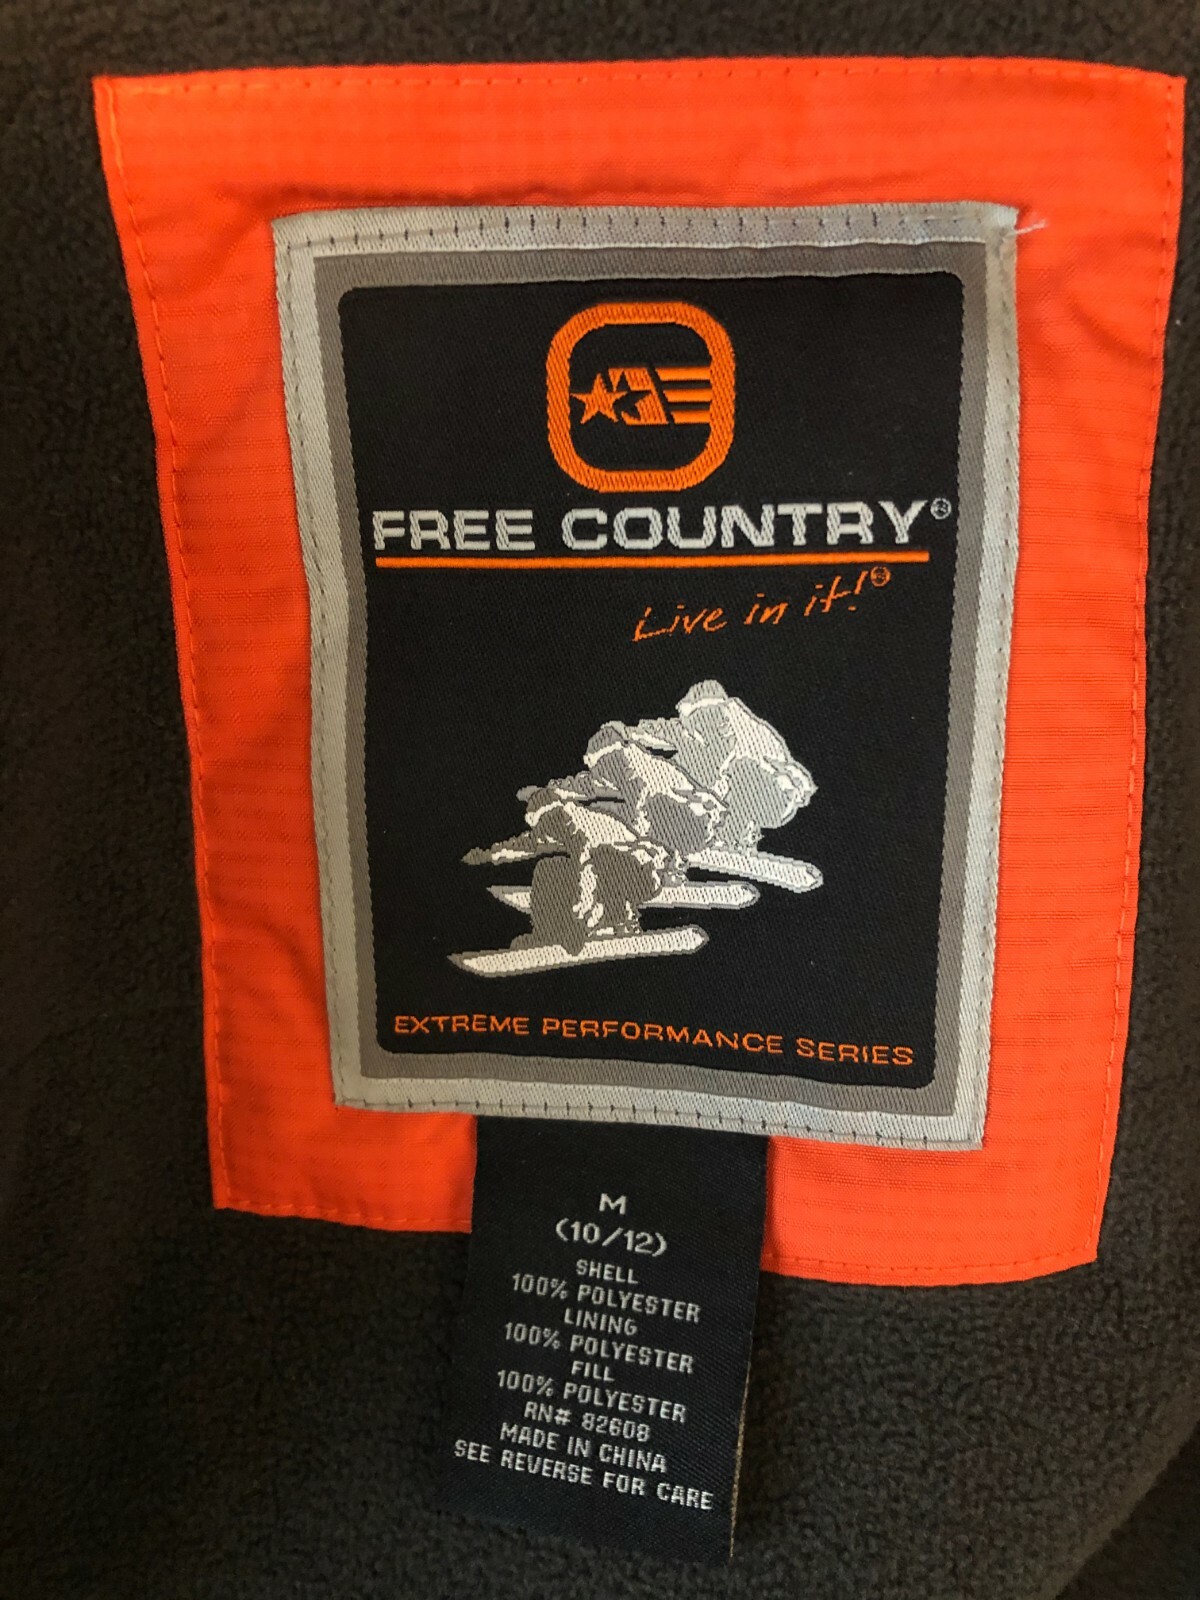 FREE COUNTRY®
Live in it!®
EXTREME PERFORMANCE SERIES
M
(10/12)
SHELL
100% POLYESTER
LINING
100% POLYESTER
FILL
100% POLYESTER
RN# 82608
MADE IN CHINA
SEE REVERSE FOR CARE